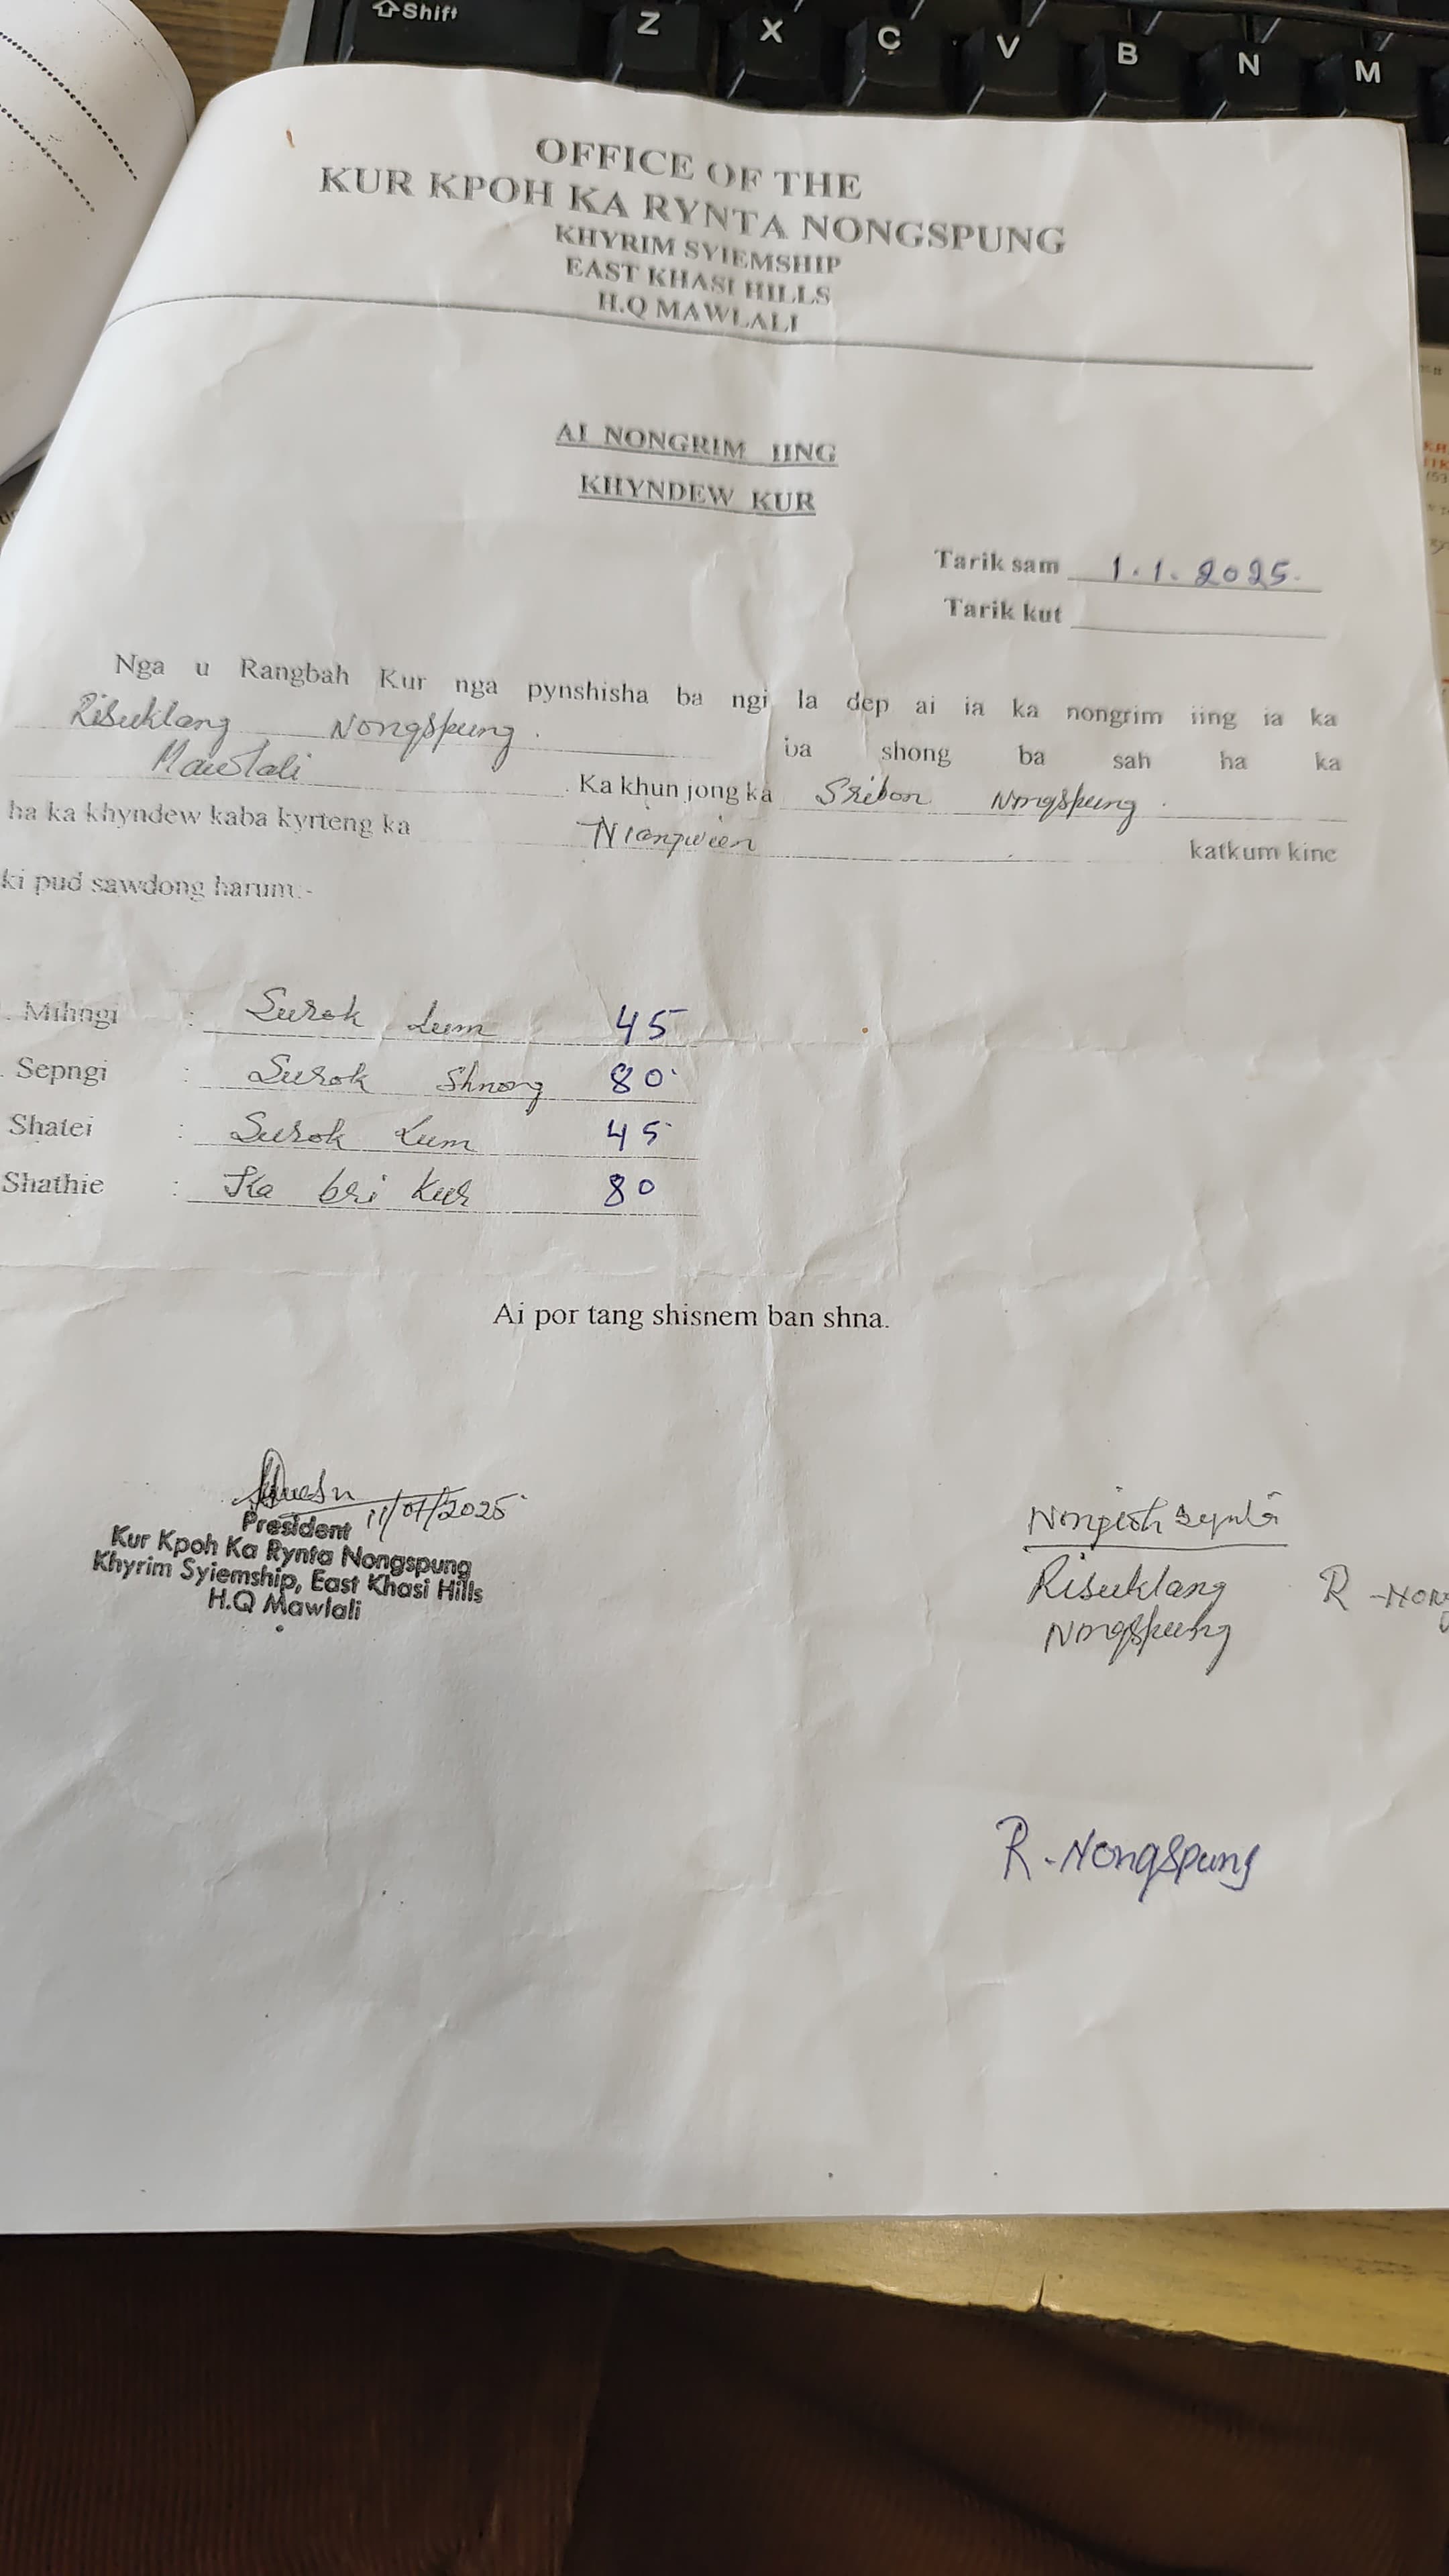 Shift
Z X C V B N M
OFFICE OF THE
KUR KPOH KA RYNTA NONGSPUNG
KHYRIM SYIEMSHIP
EAST KHASI HILLS
H.Q MAWLALI
AI NONGRIM IING
KHYNDEW KUR
Tarik sam 1.1.2025.
Tarik kut
Nga u Rangbah Kur nga pynshisha ba ngi la dep ai ia ka nongrim iing ia ka
Risuklang Nongspung. ba shong ba sah ha ka
Mawlali Ka khun jong ka Sribon Nongspung.
ha ka khyndew kaba kyrteng ka katkum kine
ki pud sawdong harum:-
Mihngi : Surok Lum 45
Sepngi : Surok Shnong 80
Shatei : Surok Lum 45
Shathie : Ka bri kur 80
Ai por tang shisnem ban shna.
11/07/2025
President
Kur Kpoh Ka Rynta Nongspung
Khyrim Syiemship, East Khasi Hills
H.Q Mawlali
Risuklang R-Nong
Nongspung
R-Nongspung